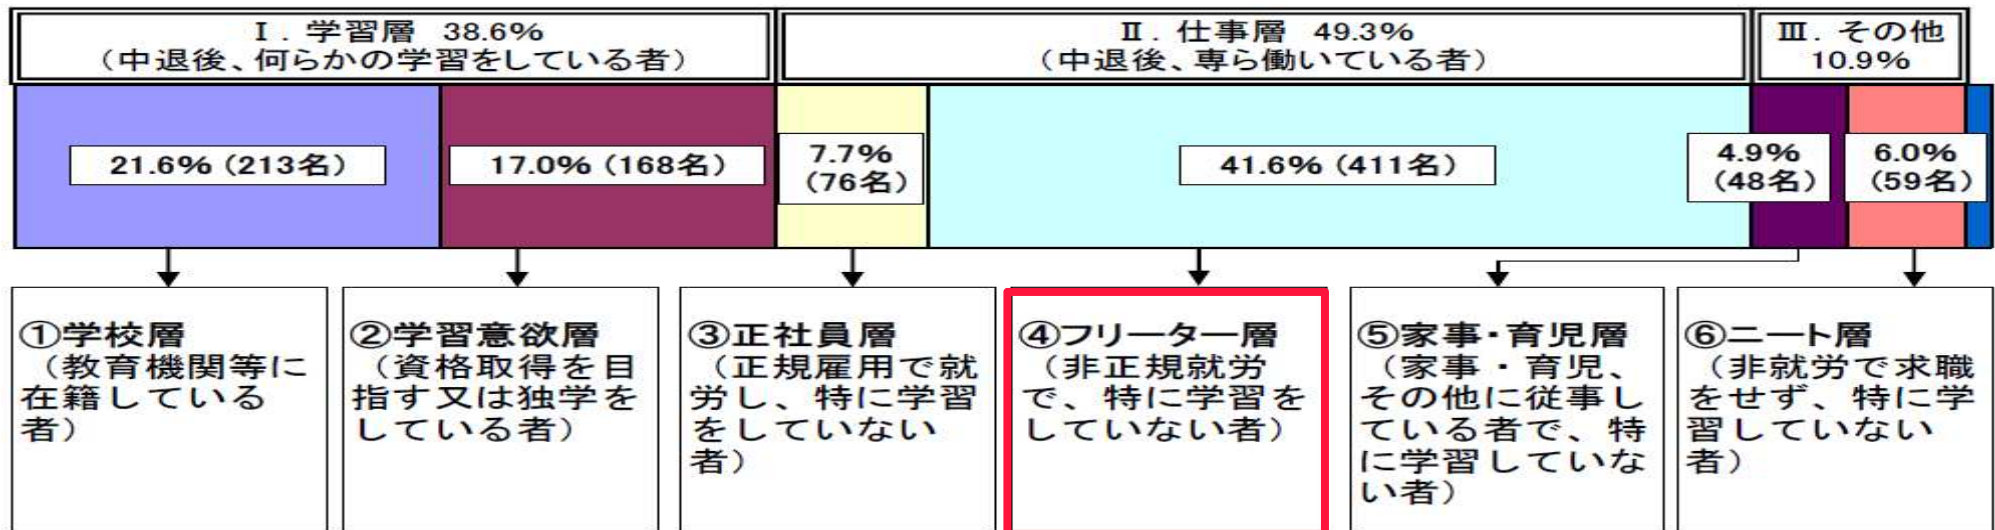 Ⅰ．学習層 38.6%
（中退後、何らかの学習をしている者）
Ⅱ．仕事層 49.3%
（中退後、専ら働いている者）
Ⅲ．その他
10.9%
21.6%（213名）
17.0%（168名）
7.7%
（76名）
41.6%（411名）
4.9%
（48名）
6.0%
（59名）
①学校層
（教育機関等に
在籍している
者）
②学習意欲層
（資格取得を目
指す又は独学を
している者）
③正社員層
（正規雇用で就
労し、特に学習
をしていない
者）
④フリーター層
（非正規就労
で、特に学習を
していない者）
⑤家事・育児層
（家事・育児、
その他に従事し
ている者で、特
に学習していな
い者）
⑥ニート層
（非就労で求職
をせず、特に学
習していない
者）